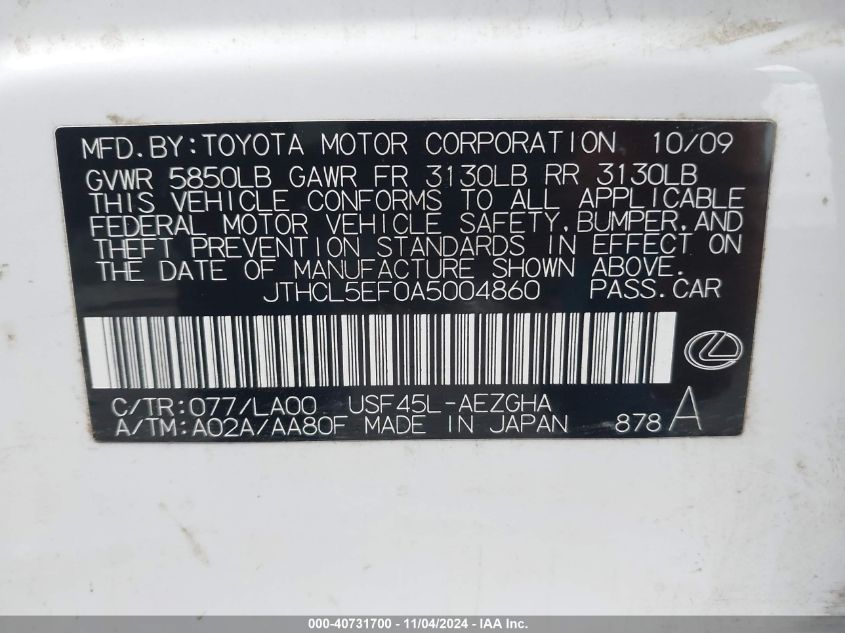 MFD.BY:TOYOTA MOTOR CORPORATION 10/09
GVWR 5850LB GAWR FR 3130LB RR 3130LB
THIS VEHICLE CONFORMS TO ALL APPLICABLE
FEDERAL MOTOR VEHICLE SAFETY,BUMPER,AND
THEFT PREVENTION STANDARDS IN EFFECT ON
THE DATE OF MANUFACTURE SHOWN ABOVE.
JTHCL5EF0A5004860 PASS.CAR
C/TR:077/LA00 USF45L-AEZGHA
A/TM:A02A/AA80F MADE IN JAPAN 878 A
000-40731700 - 11/04/2024 - IAA Inc.